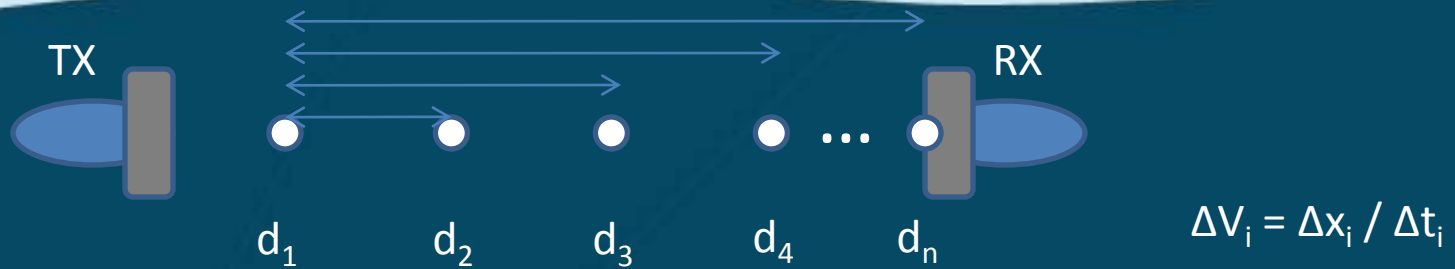 TX
RX
...
d₁ d₂ d₃ d₄ dₙ
ΔVᵢ = Δxᵢ / Δtᵢ